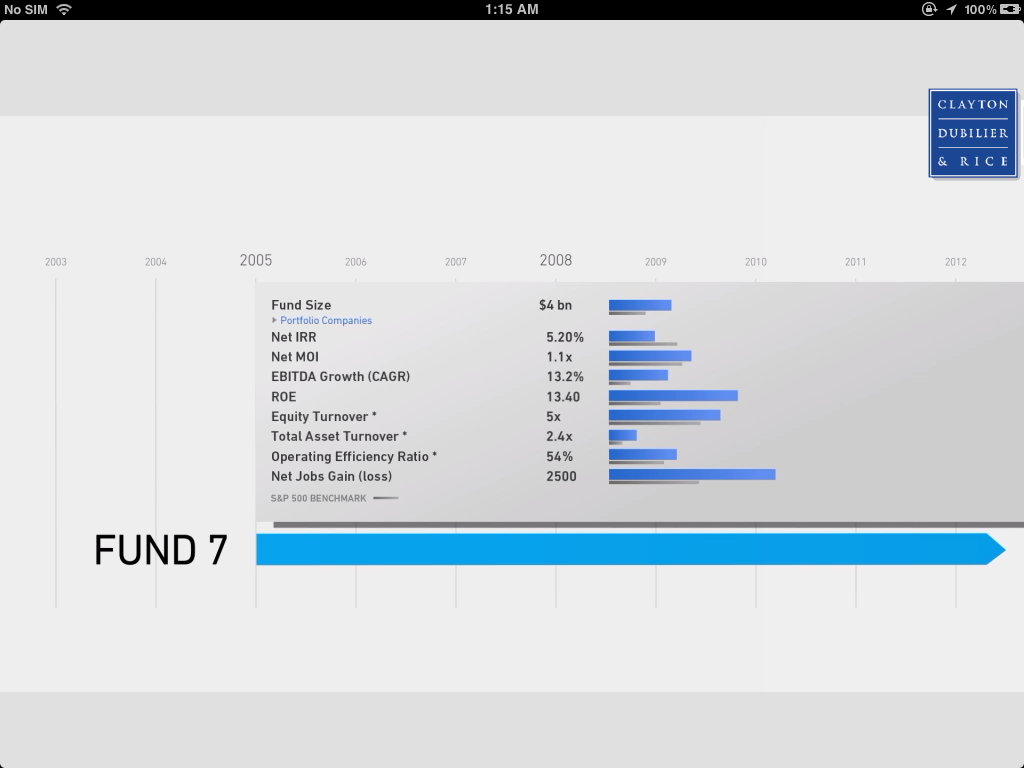 No SIM 1:15 AM 100%
CLAYTON
DUBILIER
& RICE
2003 2004 2005 2006 2007 2008 2009 2010 2011 2012
Fund Size $4 bn
Portfolio Companies
Net IRR 5.20%
Net MOI 1.1x
EBITDA Growth (CAGR) 13.2%
ROE 13.40
Equity Turnover * 5x
Total Asset Turnover * 2.4x
Operating Efficiency Ratio * 54%
Net Jobs Gain (loss) 2500
S&P 500 BENCHMARK
FUND 7